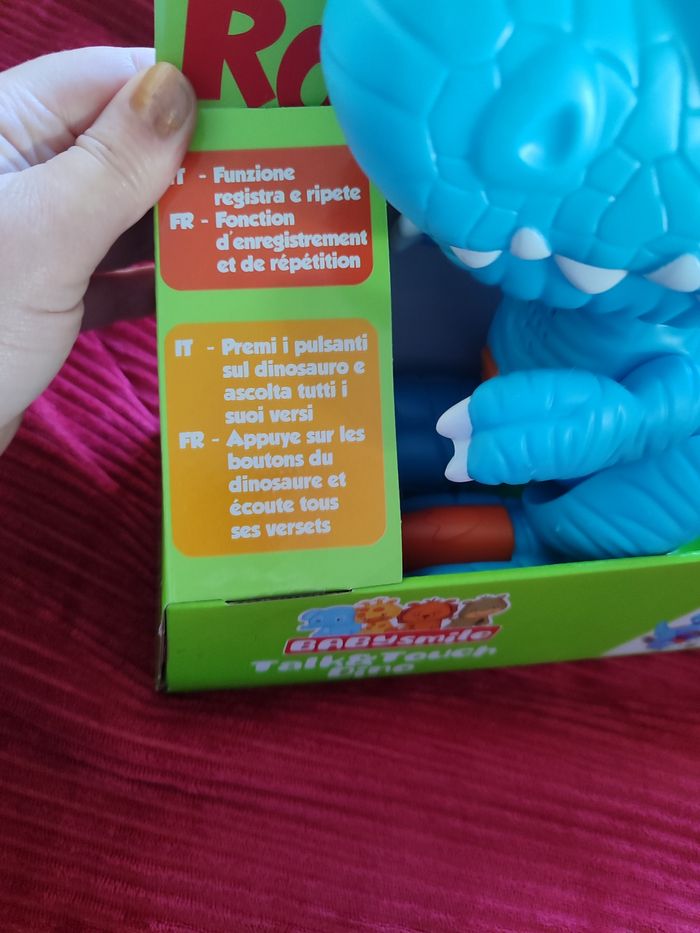 IT - Funzione
registra e ripete
FR - Fonction
d'enregistrement
et de répétition
IT - Premi i pulsanti
sul dinosauro e
ascolta tutti i
suoi versi
FR - Appuye sur les
boutons du
dinosaure et
écoute tous
ses versets
BABYsmile
Talk&Touch
Dino